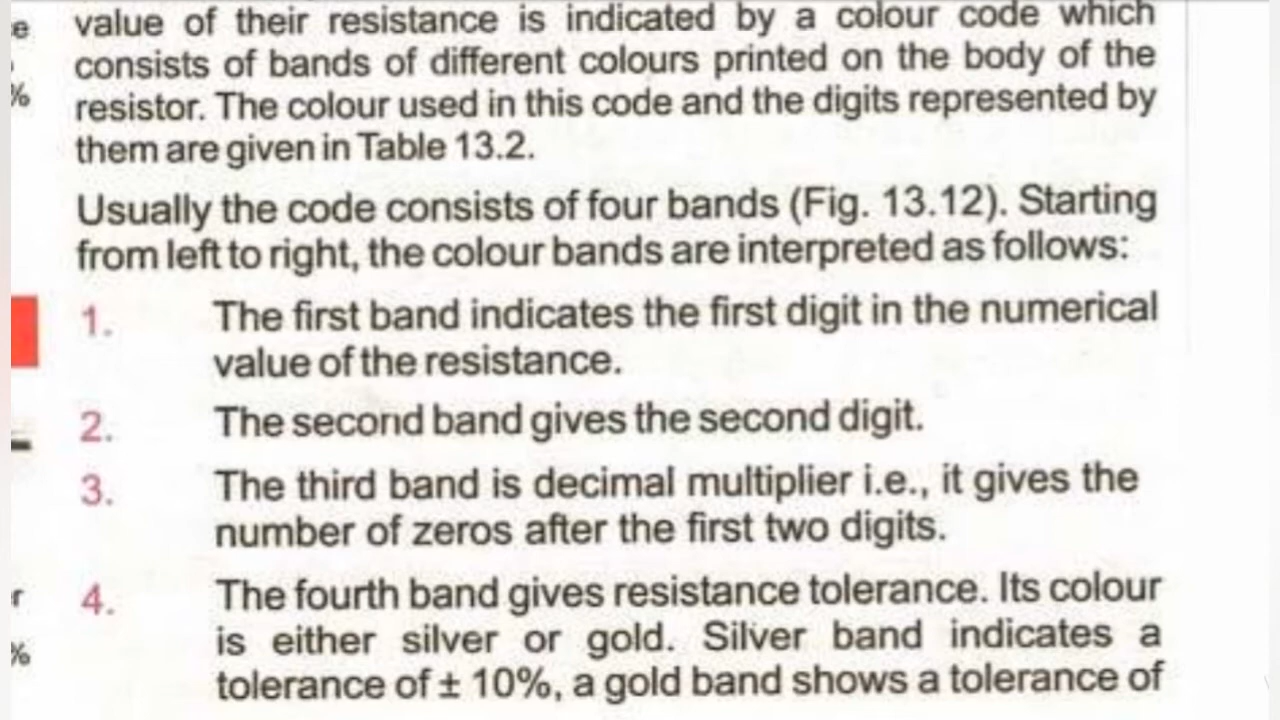 e
%
value of their resistance is indicated by a colour code which
consists of bands of different colours printed on the body of the
resistor. The colour used in this code and the digits represented by
them are given in Table 13.2.
Usually the code consists of four bands (Fig. 13.12). Starting
from left to right, the colour bands are interpreted as follows:
1. The first band indicates the first digit in the numerical
value of the resistance.
2. The second band gives the second digit.
3. The third band is decimal multiplier i.e., it gives the
number of zeros after the first two digits.
r
4. The fourth band gives resistance tolerance. Its colour
%
is either silver or gold. Silver band indicates a
tolerance of ± 10%, a gold band shows a tolerance of